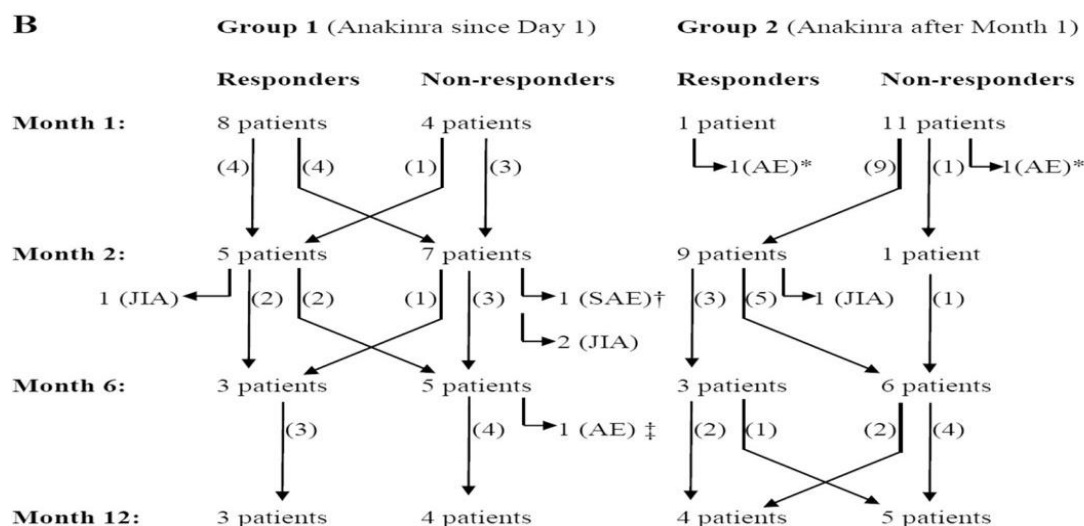 B Group 1 (Anakinra since Day 1) Group 2 (Anakinra after Month 1)
Responders Non-responders Responders Non-responders
Month 1: 8 patients 4 patients 1 patient 11 patients
(4) (4) (1) (3) 1(AE)* (9) (1) 1(AE)*
Month 2: 5 patients 7 patients 9 patients 1 patient
1 (JIA) (2) (2) (1) (3) 1 (SAE)† (3) (5) 1 (JIA) (1)
2 (JIA)
Month 6: 3 patients 5 patients 3 patients 6 patients
(3) (4) 1 (AE) ‡ (2) (1) (2) (4)
Month 12: 3 patients 4 patients 4 patients 5 patients